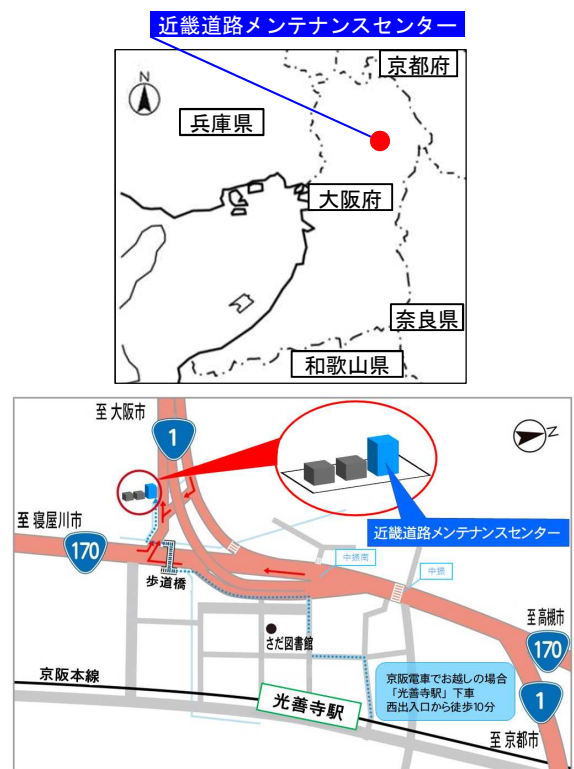 近畿道路メンテナンスセンター
京都府
N
兵庫県
大阪府
奈良県
和歌山県
至 大阪市
1
N
近畿道路メンテナンスセンター
至 寝屋川市
170
歩道橋
中振南
中振
さだ図書館
至 高槻市
170
京阪本線
光善寺駅
京阪電車でお越しの場合
「光善寺駅」下車
西出入口から徒歩10分
1
至 京都市